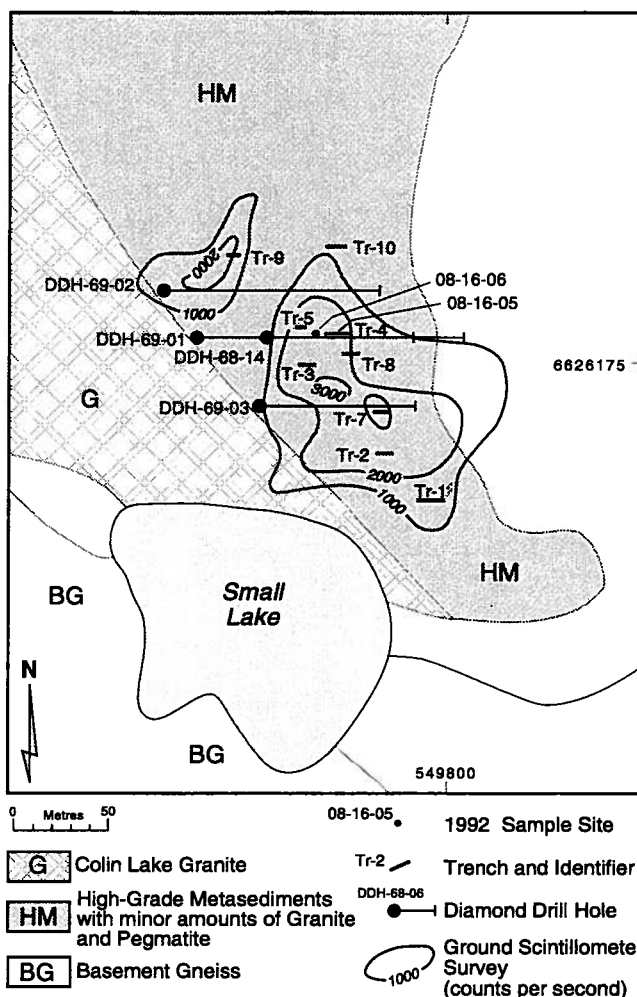 HM
Tr-9
2000
Tr-10
DDH-69-02
1000
08-16-06
08-16-05
Tr-5
Tr-4
DDH-69-01
DDH-68-14
Tr-8
6626175
Tr-3
3000
G
DDH-69-03
Tr-7
Tr-2
2000
1000
Tr-1
HM
BG
Small
Lake
N
BG
549800
0 Metres 50
08-16-05
1992 Sample Site
G Colin Lake Granite
Tr-2
Trench and Identifier
HM High-Grade Metasediments
with minor amounts of Granite
and Pegmatite
DDH-68-06
Diamond Drill Hole
BG Basement Gneiss
1000
Ground Scintillomete
Survey
(counts per second)